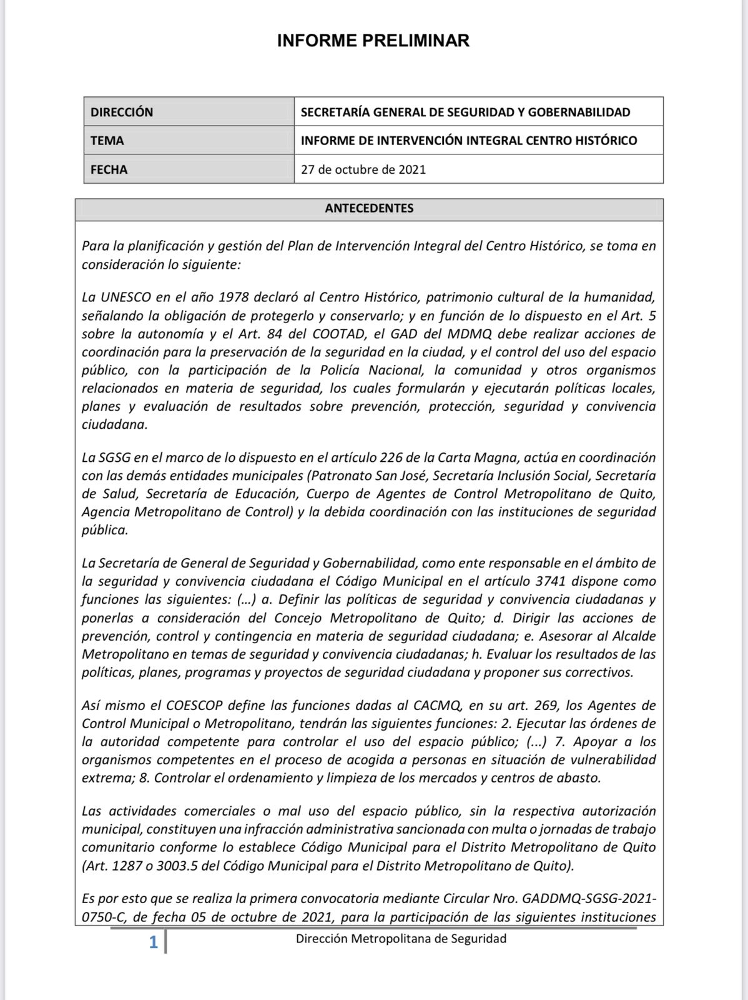 INFORME PRELIMINAR
DIRECCIÓN
SECRETARÍA GENERAL DE SEGURIDAD Y GOBERNABILIDAD
TEMA
INFORME DE INTERVENCIÓN INTEGRAL CENTRO HISTÓRICO
FECHA
27 de octubre de 2021
ANTECEDENTES
Para la planificación y gestión del Plan de Intervención Integral del Centro Histórico, se toma en
consideración lo siguiente:
La UNESCO en el año 1978 declaró al Centro Histórico, patrimonio cultural de la humanidad,
señalando la obligación de protegerlo y conservarlo; y en función de lo dispuesto en el Art. 5
sobre la autonomía y el Art. 84 del COOTAD, el GAD del MDMQ debe realizar acciones de
coordinación para la preservación de la seguridad en la ciudad, y el control del uso del espacio
público, con la participación de la Policía Nacional, la comunidad y otros organismos
relacionados en materia de seguridad, los cuales formularán y ejecutarán políticas locales,
planes y evaluación de resultados sobre prevención, protección, seguridad y convivencia
ciudadana.
La SGSG en el marco de lo dispuesto en el artículo 226 de la Carta Magna, actúa en coordinación
con las demás entidades municipales (Patronato San José, Secretaría Inclusión Social, Secretaría
de Salud, Secretaría de Educación, Cuerpo de Agentes de Control Metropolitano de Quito,
Agencia Metropolitano de Control) y la debida coordinación con las instituciones de seguridad
pública.
La Secretaría de General de Seguridad y Gobernabilidad, como ente responsable en el ámbito de
la seguridad y convivencia ciudadana el Código Municipal en el artículo 3741 dispone como
funciones las siguientes: (…) a. Definir las políticas de seguridad y convivencia ciudadanas y
ponerlas a consideración del Concejo Metropolitano de Quito; d. Dirigir las acciones de
prevención, control y contingencia en materia de seguridad ciudadana; e. Asesorar al Alcalde
Metropolitano en temas de seguridad y convivencia ciudadanas; h. Evaluar los resultados de las
políticas, planes, programas y proyectos de seguridad ciudadana y proponer sus correctivos.
Así mismo el COESCOP define las funciones dadas al CACMQ, en su art. 269, los Agentes de
Control Municipal o Metropolitano, tendrán las siguientes funciones: 2. Ejecutar las órdenes de
la autoridad competente para controlar el uso del espacio público; (...) 7. Apoyar a los
organismos competentes en el proceso de acogida a personas en situación de vulnerabilidad
extrema; 8. Controlar el ordenamiento y limpieza de los mercados y centros de abasto.
Las actividades comerciales o mal uso del espacio público, sin la respectiva autorización
municipal, constituyen una infracción administrativa sancionada con multa o jornadas de trabajo
comunitario conforme lo establece Código Municipal para el Distrito Metropolitano de Quito
(Art. 1287 o 3003.5 del Código Municipal para el Distrito Metropolitano de Quito).
Es por esto que se realiza la primera convocatoria mediante Circular Nro. GADDMQ-SGSG-2021-
0750-C, de fecha 05 de octubre de 2021, para la participación de las siguientes instituciones
1
Dirección Metropolitana de Seguridad